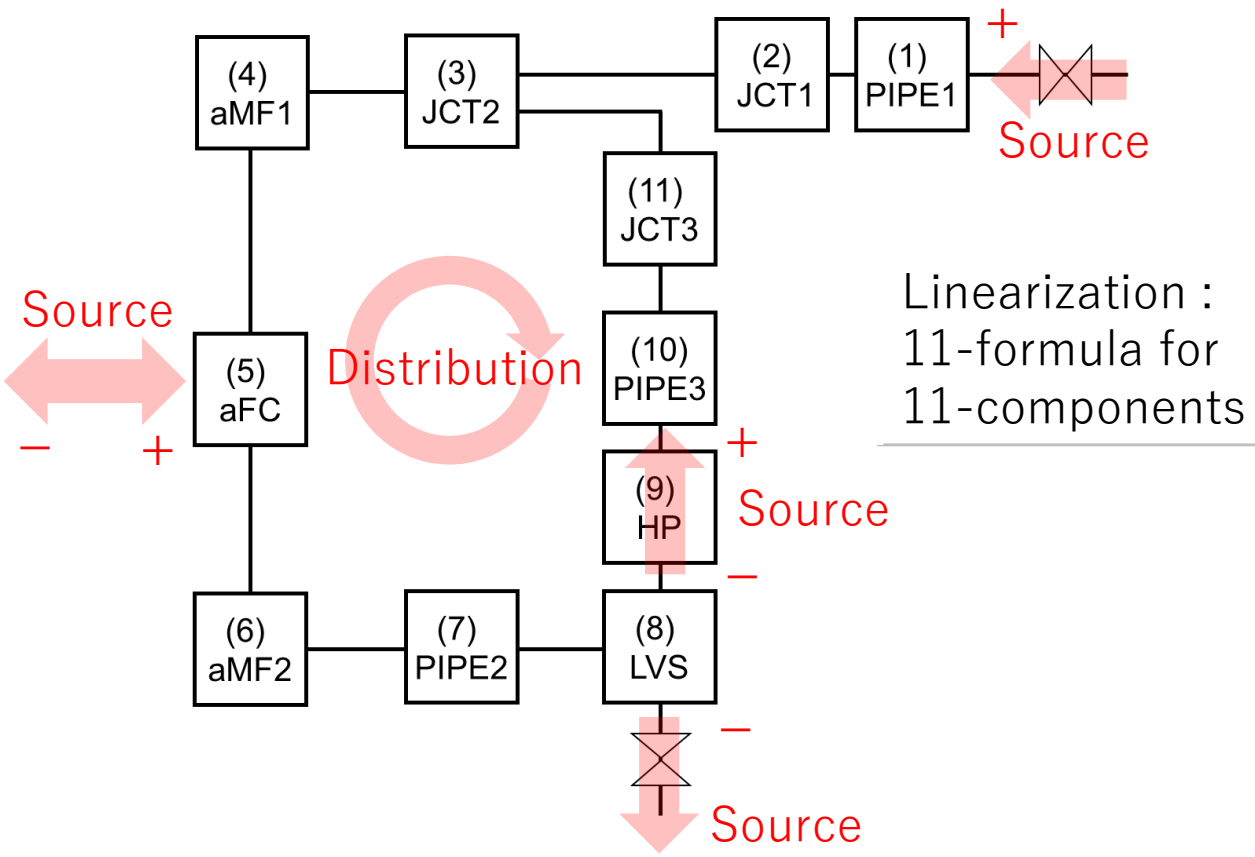 (4)
aMF1
(3)
JCT2
(2)
JCT1
(1)
PIPE1
+
Source
(11)
JCT3
Linearization :
11-formula for
11-components
Source
− +
(5)
aFC
Distribution
(10)
PIPE3
+
(9)
HP
Source
−
(6)
aMF2
(7)
PIPE2
(8)
LVS
−
Source